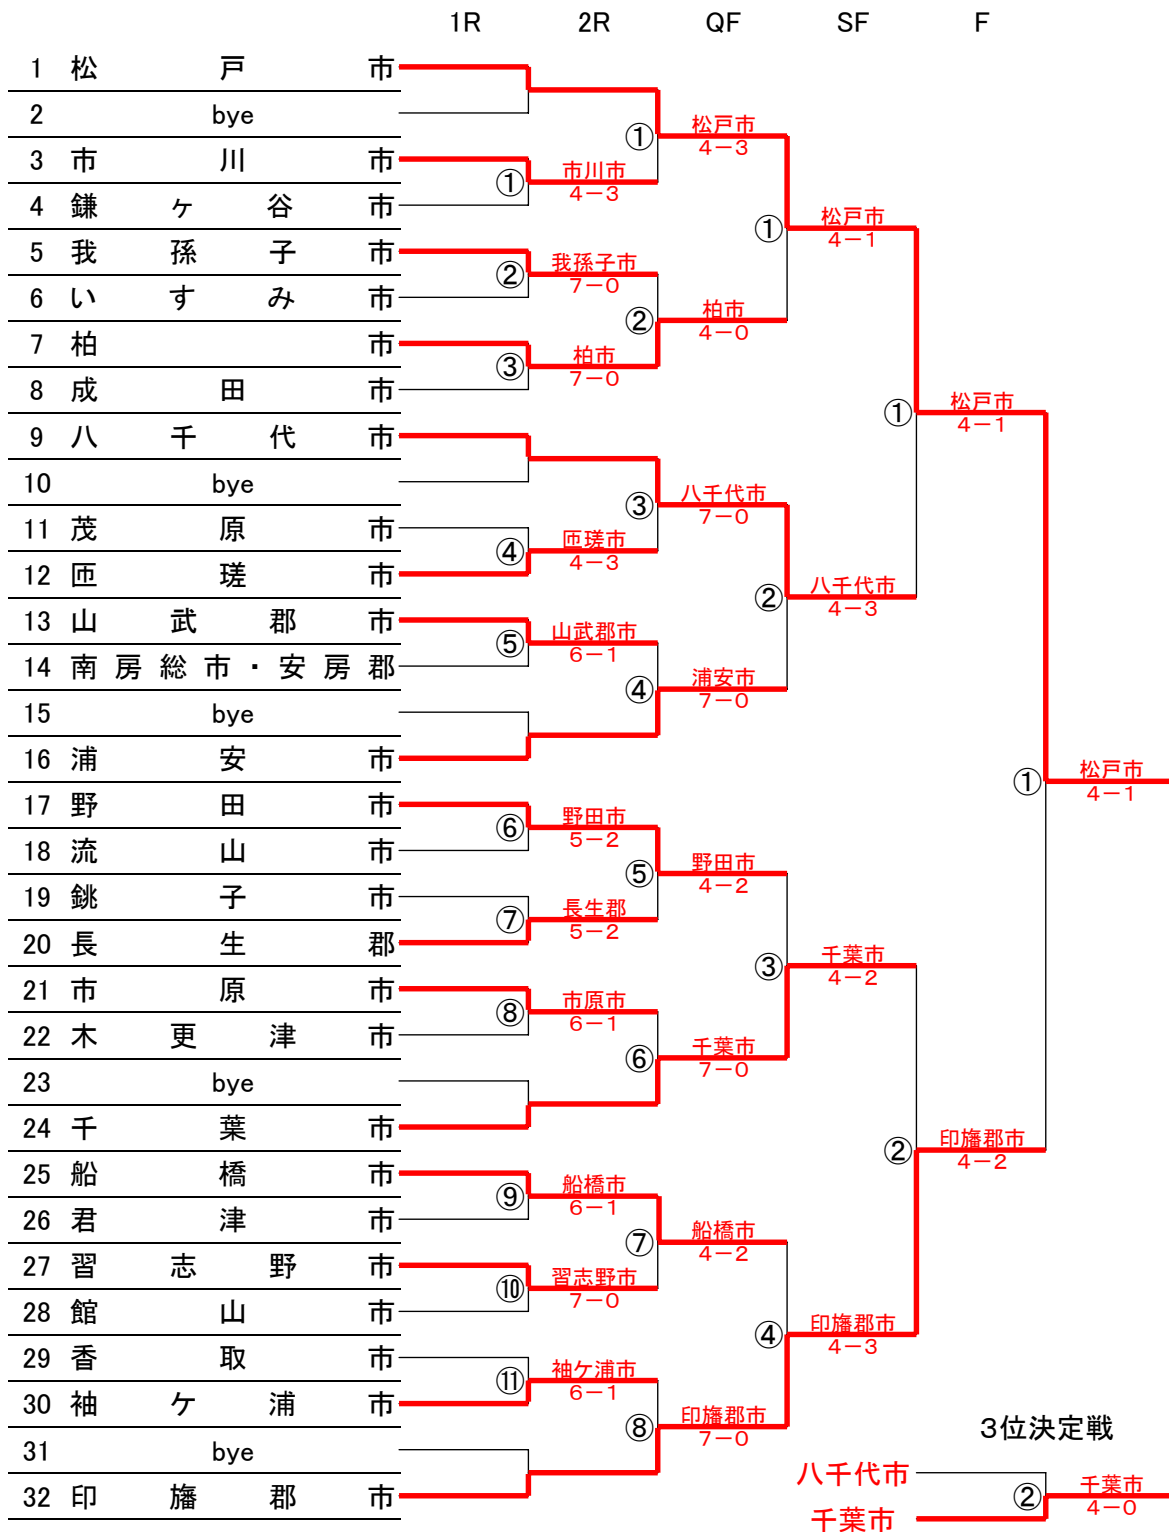 1R 2R QF SF F
1 松戸市
2 bye
① 松戸市
4-3
3 市川市
① 市川市
4-3
4 鎌ヶ谷市
① 松戸市
4-1
5 我孫子市
② 我孫子市
7-0
6 いすみ市
② 柏市
4-0
7 柏市
③ 柏市
7-0
8 成田市
① 松戸市
4-1
9 八千代市
10 bye
③ 八千代市
7-0
11 茂原市
④ 匝瑳市
4-3
12 匝瑳市
② 八千代市
4-3
13 山武郡市
⑤ 山武郡市
6-1
14 南房総市・安房郡
④ 浦安市
7-0
15 bye
16 浦安市
① 松戸市
4-1
17 野田市
⑥ 野田市
5-2
18 流山市
⑤ 野田市
4-2
19 銚子市
⑦ 長生郡
5-2
20 長生郡
③ 千葉市
4-2
21 市原市
⑧ 市原市
6-1
22 木更津市
⑥ 千葉市
7-0
23 bye
24 千葉市
② 印旛郡市
4-2
25 船橋市
⑨ 船橋市
6-1
26 君津市
⑦ 船橋市
4-2
27 習志野市
⑩ 習志野市
7-0
28 館山市
④ 印旛郡市
4-3
29 香取市
⑪ 袖ケ浦市
6-1
30 袖ケ浦市
⑧ 印旛郡市
7-0
31 bye
32 印旛郡市
3位決定戦
八千代市
② 千葉市
4-0
千葉市